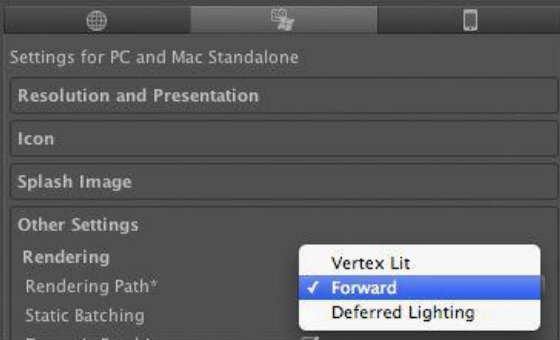 Settings for PC and Mac Standalone
Resolution and Presentation
Icon
Splash Image
Other Settings
Rendering
Rendering Path*
Vertex Lit
✓ Forward
Deferred Lighting
Static Batching